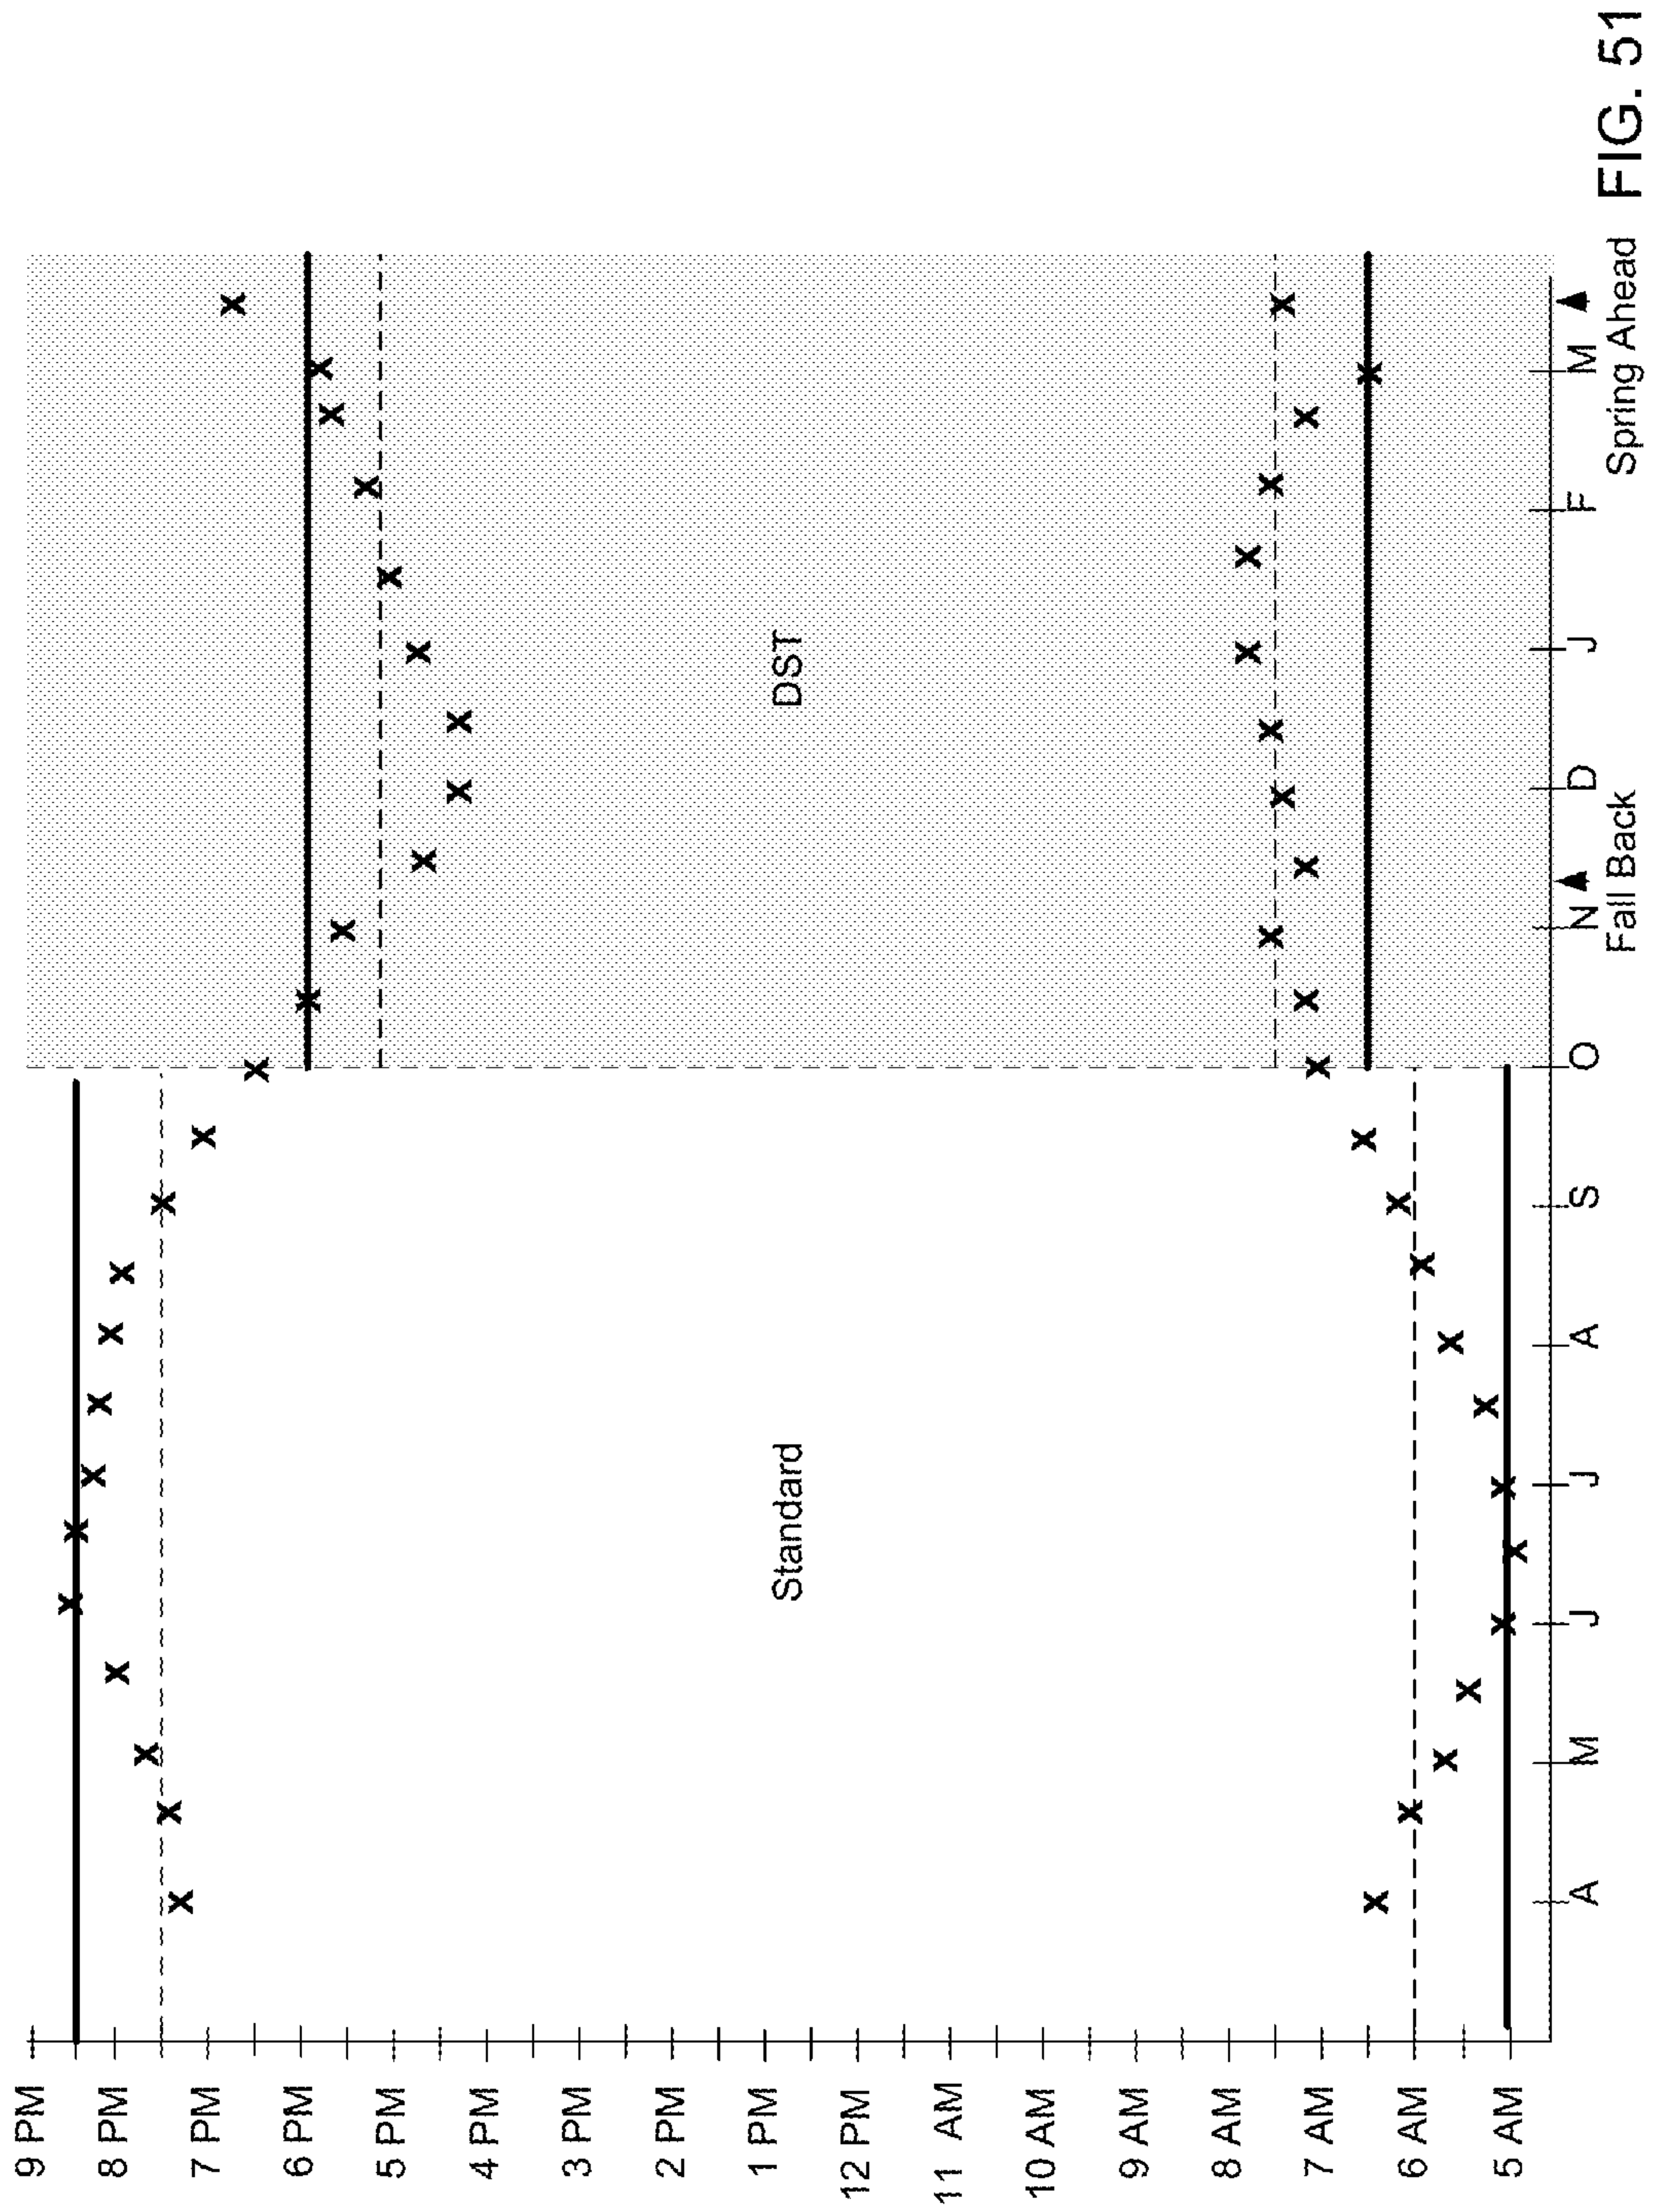 9 PM
8 PM
7 PM
6 PM
5 PM
4 PM
3 PM
2 PM
1 PM
12 PM
11 AM
10 AM
9 AM
8 AM
7 AM
6 AM
5 AM
Standard
DST
A M J J A S O N D J F M
Fall Back Spring Ahead
FIG. 51